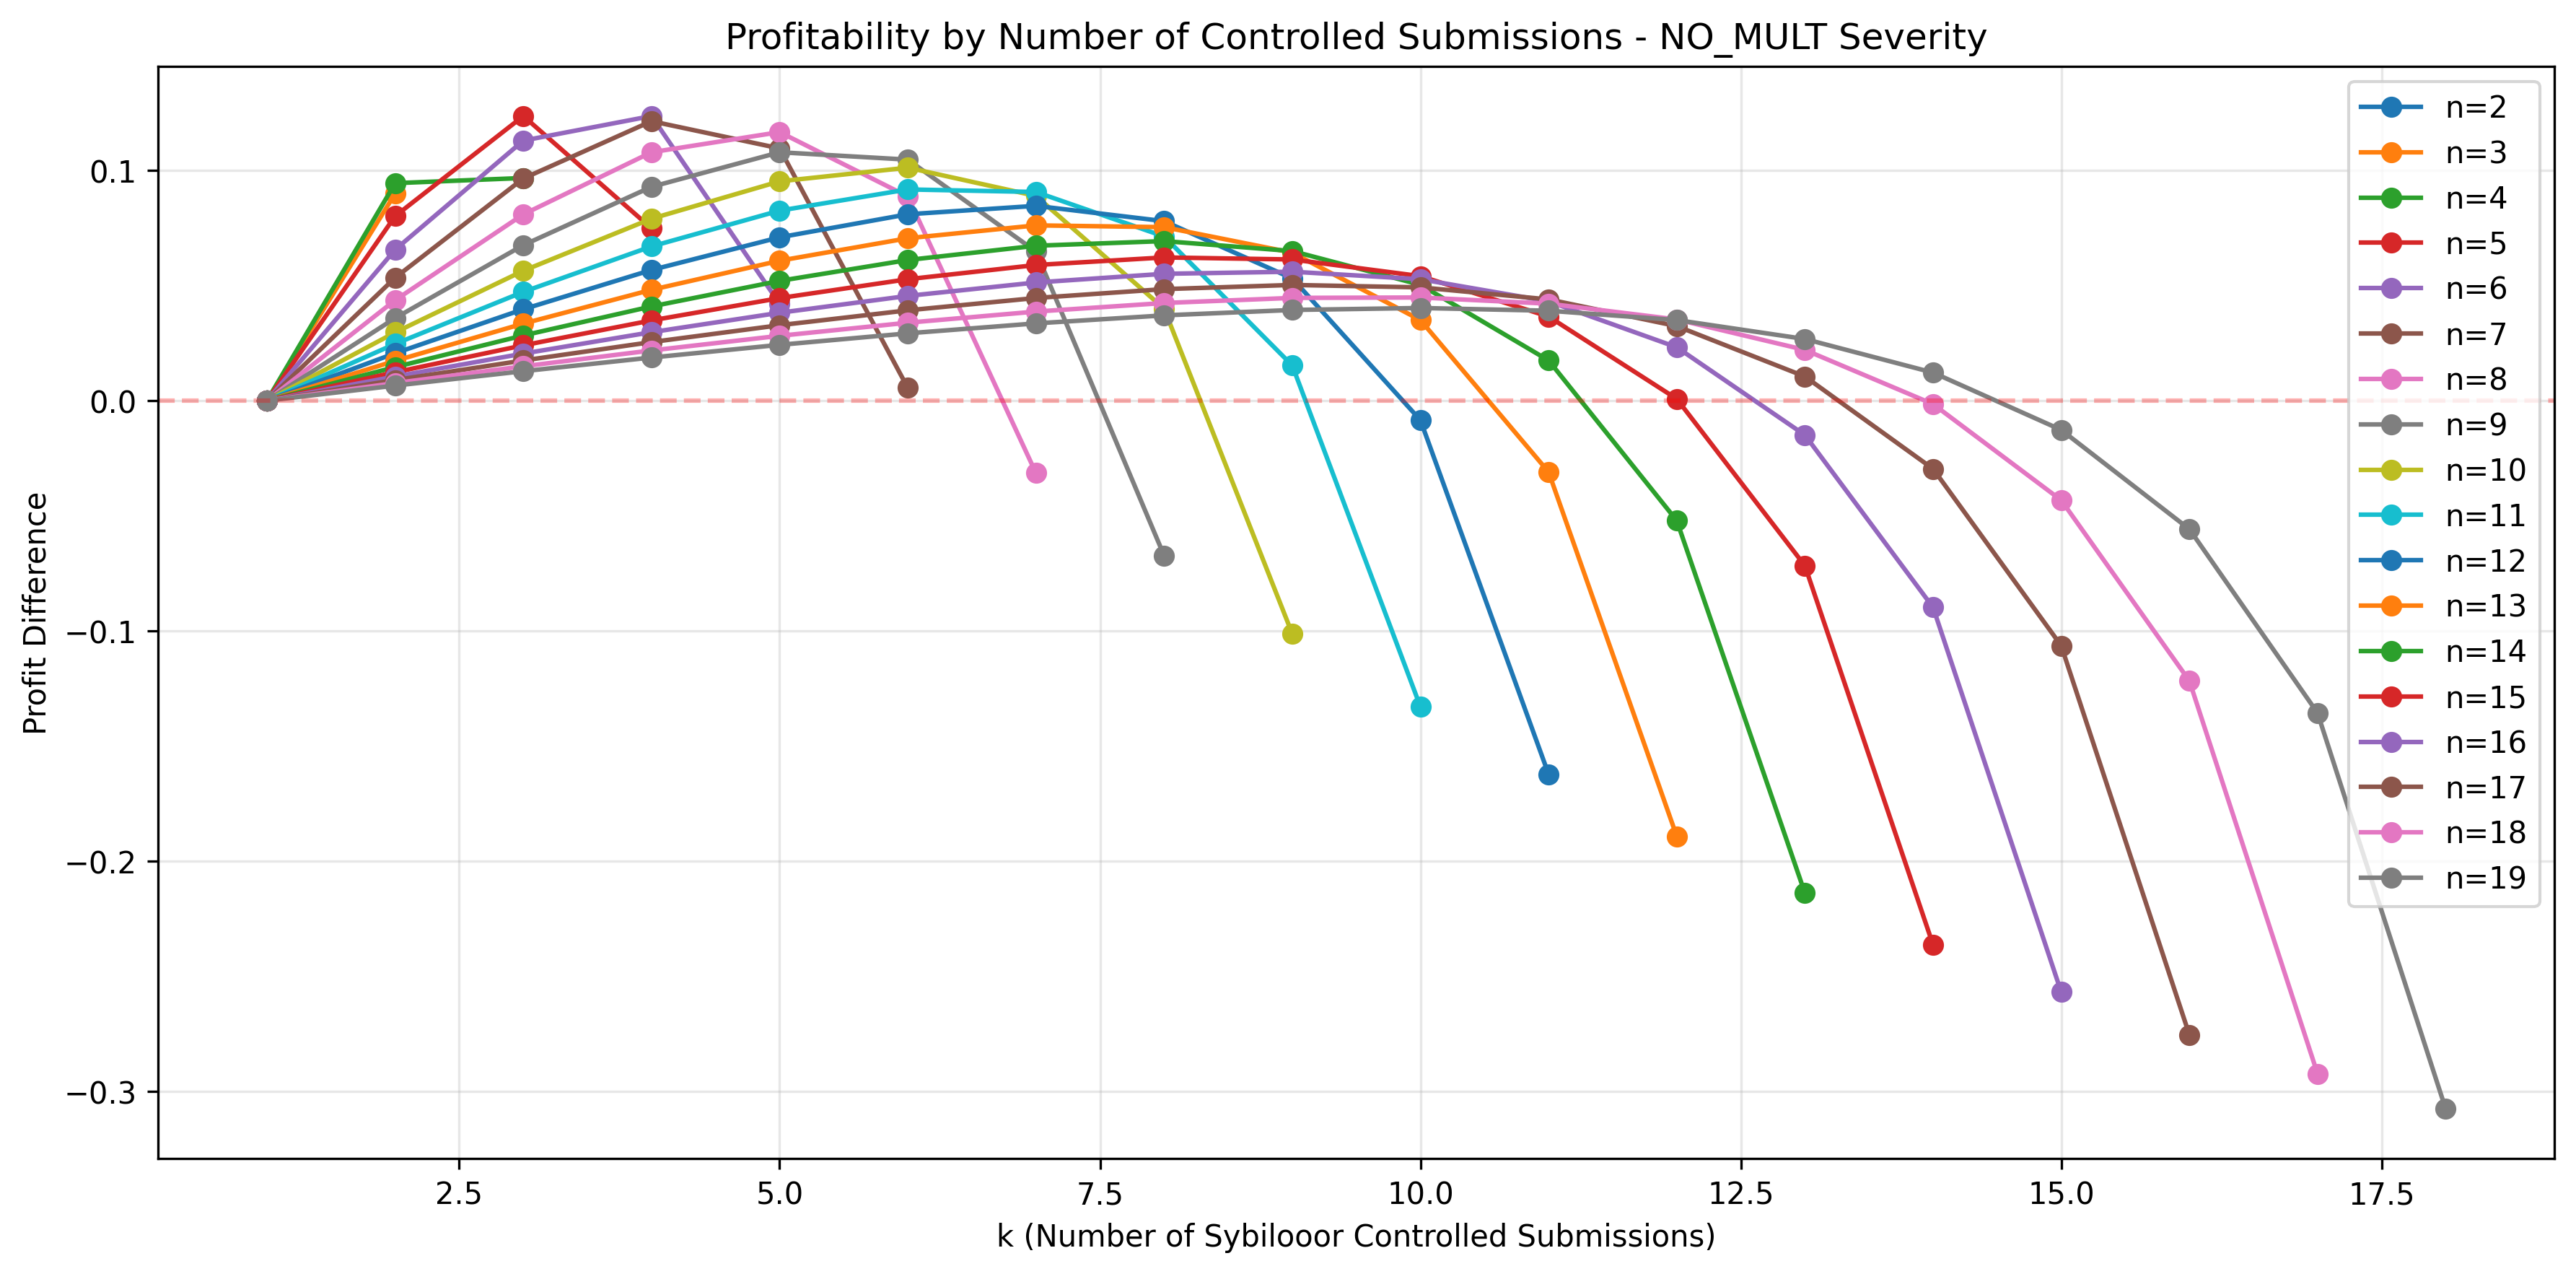 Profitability by Number of Controlled Submissions - NO_MULT Severity
Profit Difference
0.1
0.0
−0.1
−0.2
−0.3
2.5
5.0
7.5
10.0
12.5
15.0
17.5
k (Number of Sybilooor Controlled Submissions)
n=2
n=3
n=4
n=5
n=6
n=7
n=8
n=9
n=10
n=11
n=12
n=13
n=14
n=15
n=16
n=17
n=18
n=19